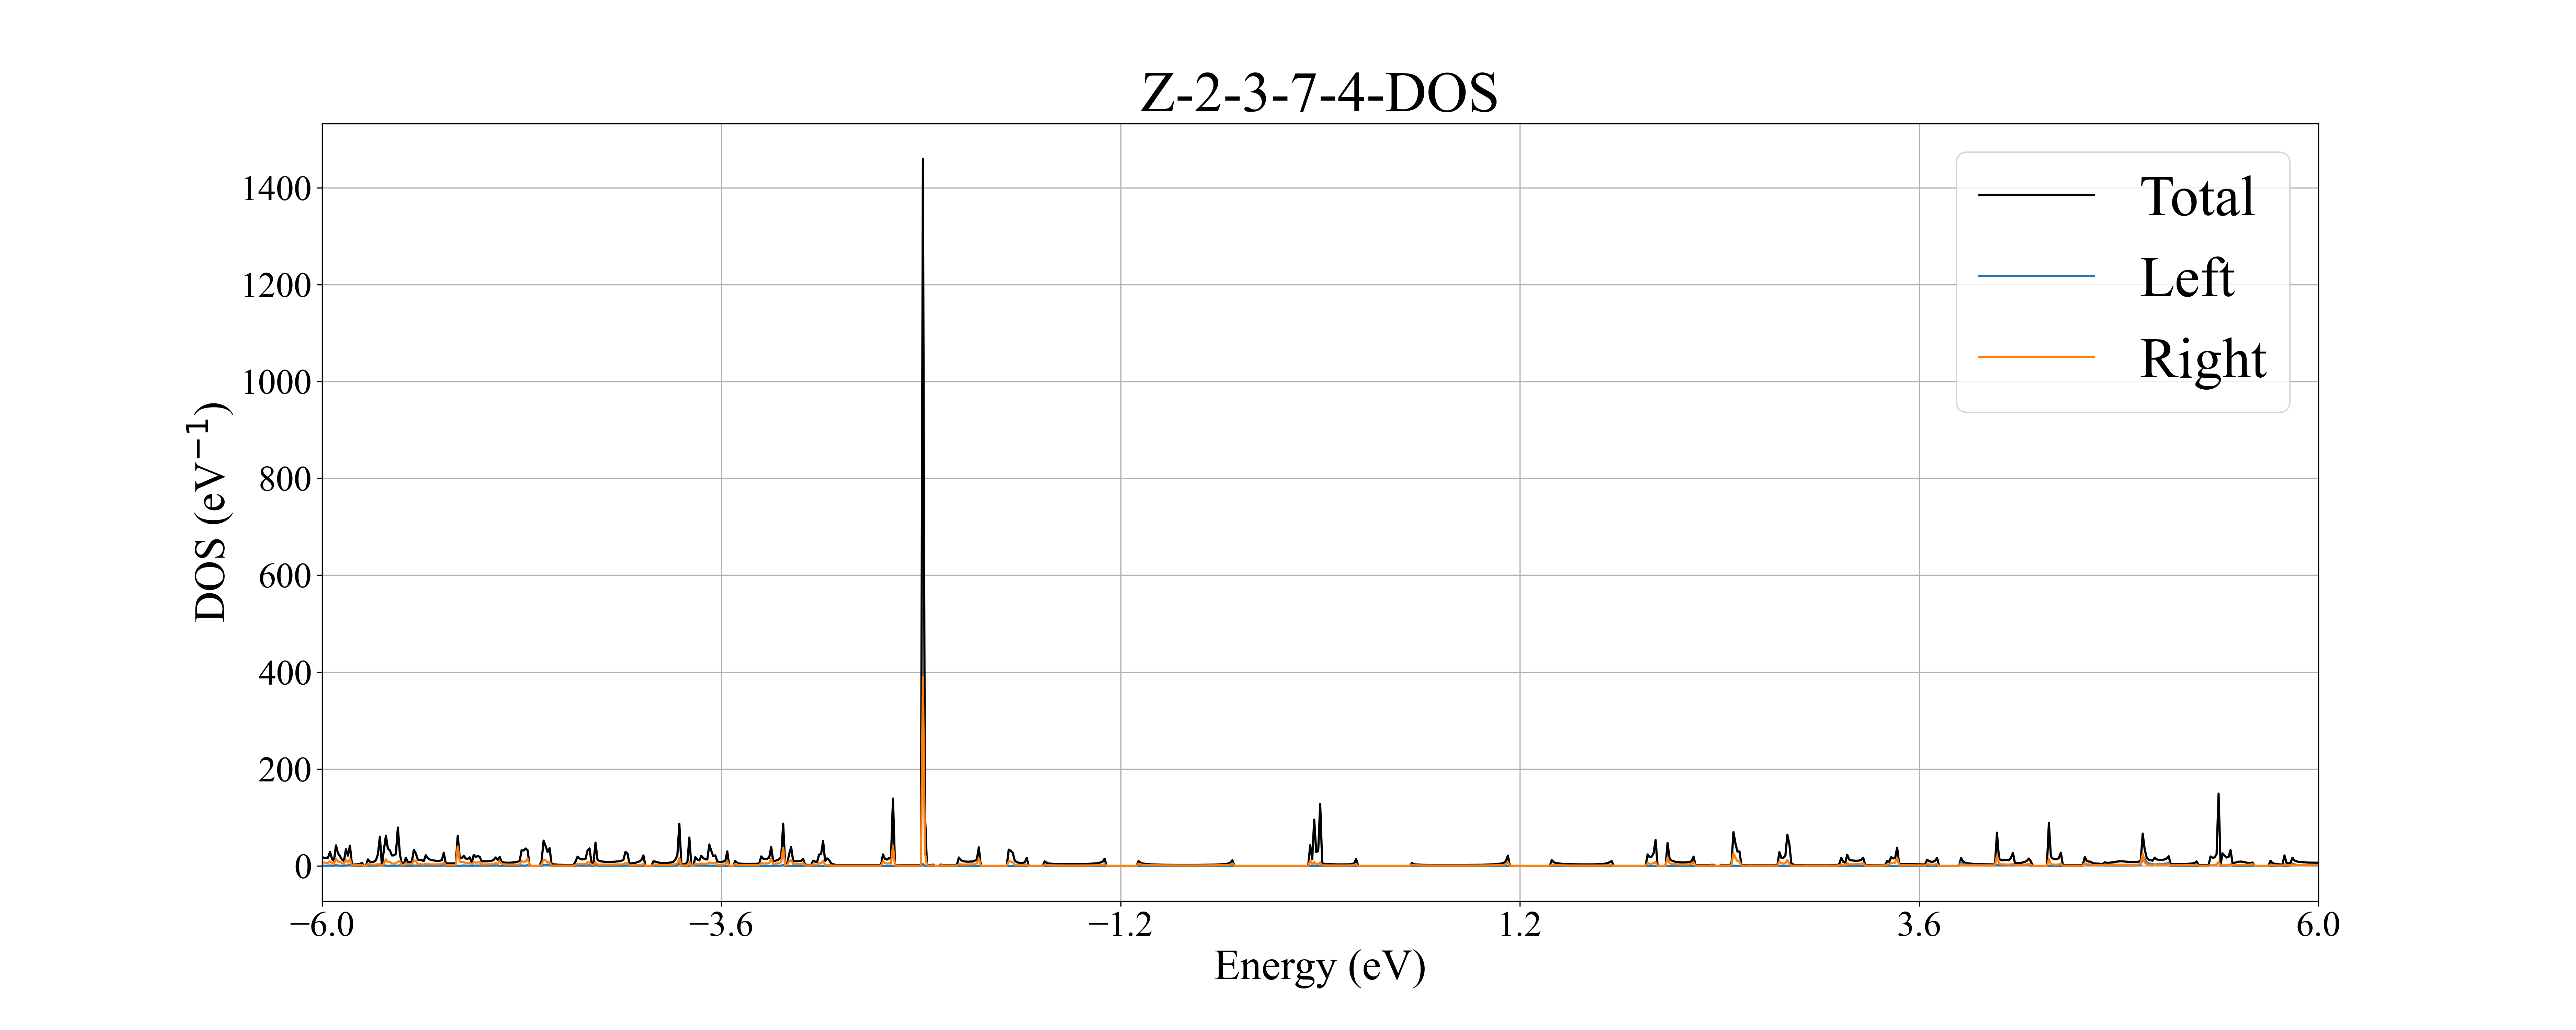 Z-2-3-7-4-DOS
1400
1200
1000
800
600
400
200
0
DOS (eV⁻¹)
Total
Left
Right
−6.0
−3.6
−1.2
1.2
3.6
6.0
Energy (eV)